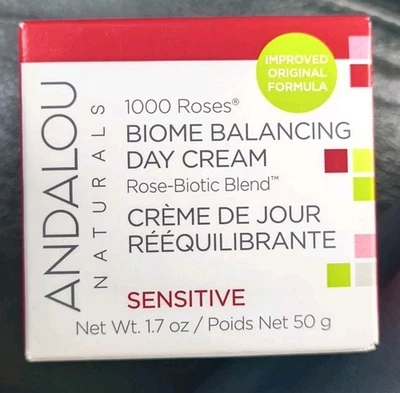 ANDALOU
NATURALS
IMPROVED
ORIGINAL
FORMULA
1000 Roses®
BIOME BALANCING
DAY CREAM
Rose-Biotic Blend™
CRÈME DE JOUR
RÉÉQUILIBRANTE
SENSITIVE
Net Wt. 1.7 oz / Poids Net 50 g